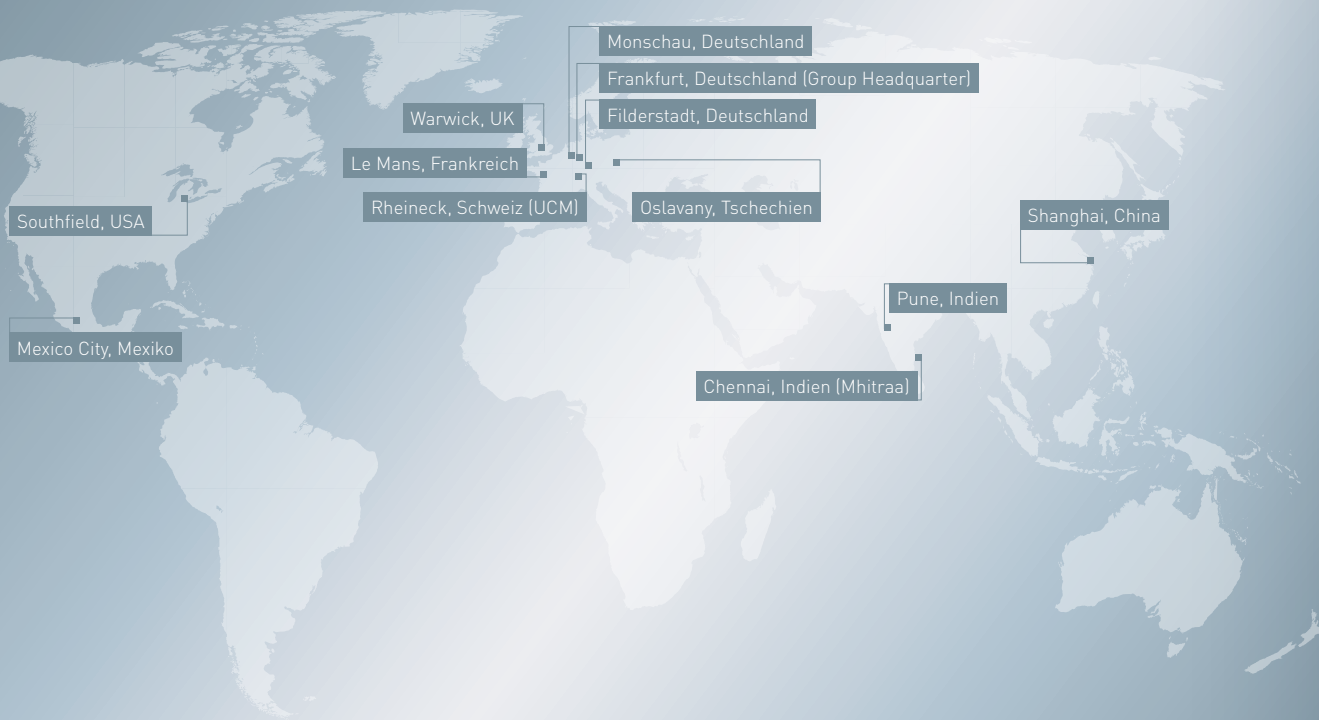 Monschau, Deutschland
Frankfurt, Deutschland (Group Headquarter)
Filderstadt, Deutschland
Warwick, UK
Le Mans, Frankreich
Rheineck, Schweiz (UCM)
Oslavany, Tschechien
Southfield, USA
Shanghai, China
Pune, Indien
Mexico City, Mexiko
Chennai, Indien (Mhitraa)